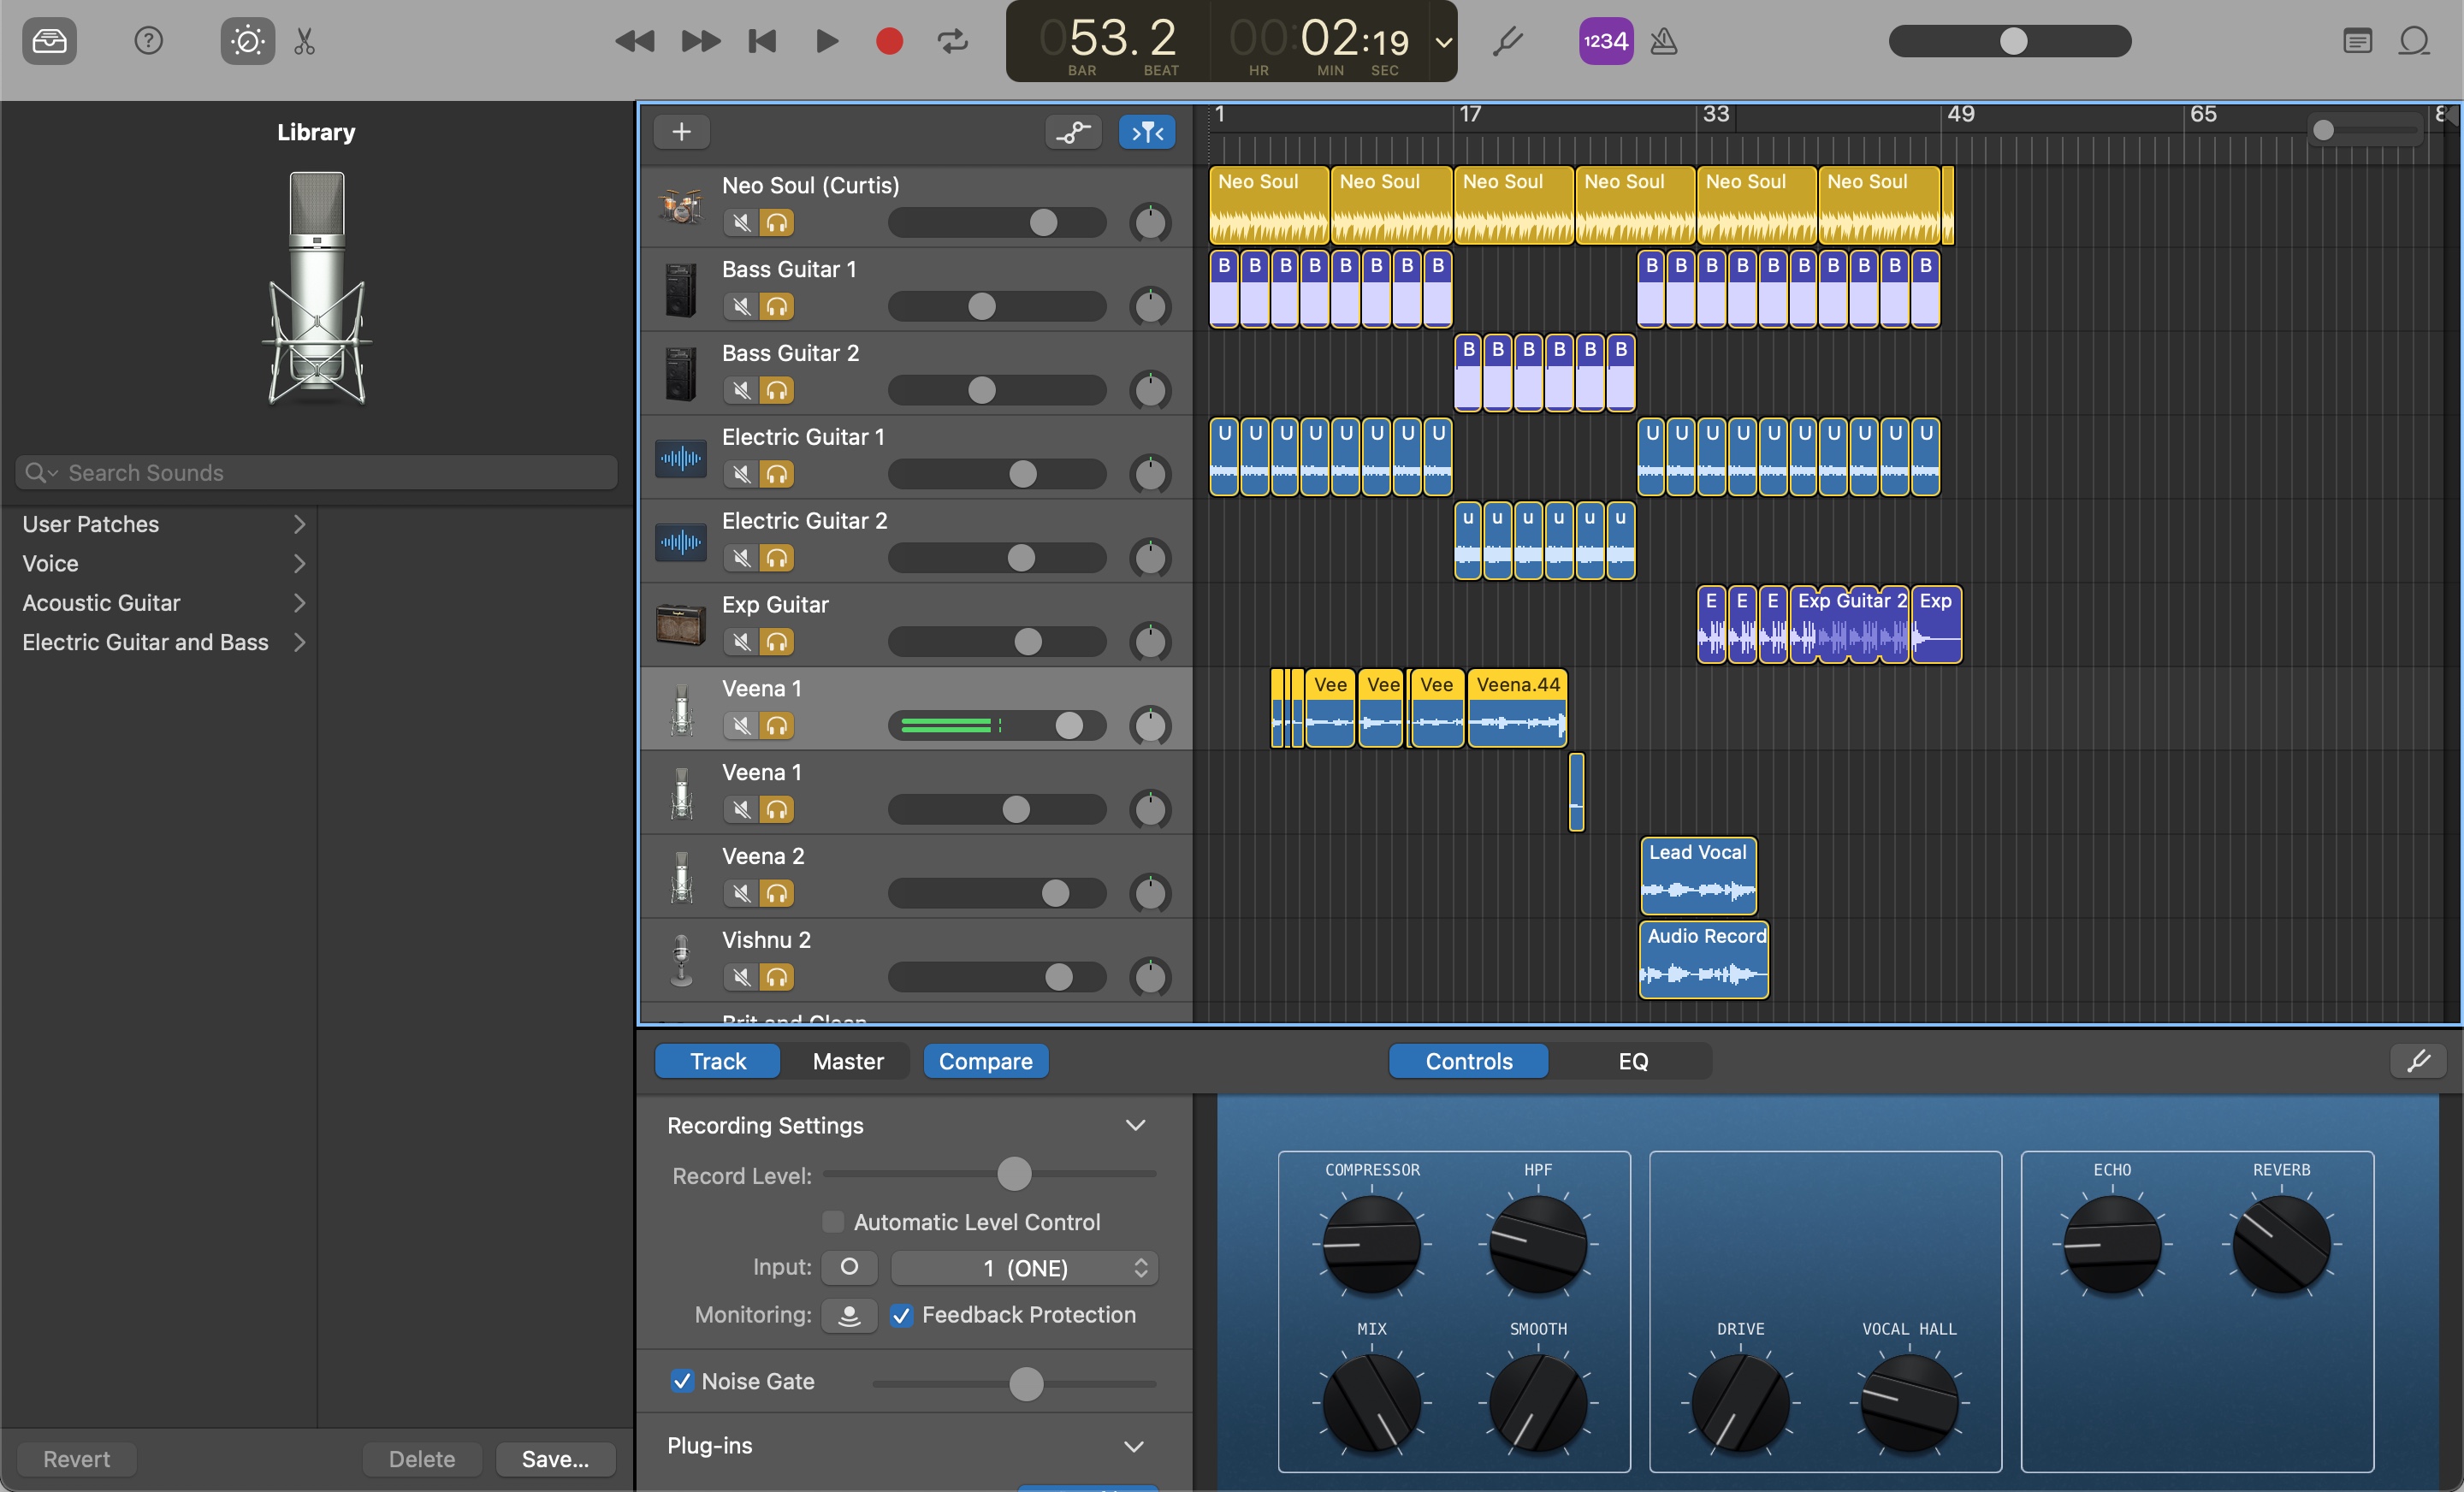 053. 2
BAR BEAT
00:02:19
HR MIN SEC
1234
Library
Search Sounds
User Patches
Voice
Acoustic Guitar
Electric Guitar and Bass
Revert
Delete
Save...
1 17 33 49 65
Neo Soul (Curtis)
Neo Soul Neo Soul Neo Soul Neo Soul Neo Soul Neo Soul
Bass Guitar 1
B B B B B B B B B B B B B B B B B B
Bass Guitar 2
B B B B B B
Electric Guitar 1
U U U U U U U U U U U U U U U U U U
Electric Guitar 2
u u u u u u
Exp Guitar
E E E Exp Guitar 2 Exp
Veena 1
Vee Vee Vee Veena.44
Veena 1
Veena 2
Lead Vocal
Vishnu 2
Audio Record
Brit and Clean
Track Master Compare
Controls EQ
Recording Settings
Record Level:
Automatic Level Control
Input: 1 (ONE)
Monitoring: Feedback Protection
Noise Gate
Plug-ins
COMPRESSOR HPF
MIX SMOOTH
DRIVE VOCAL HALL
ECHO REVERB